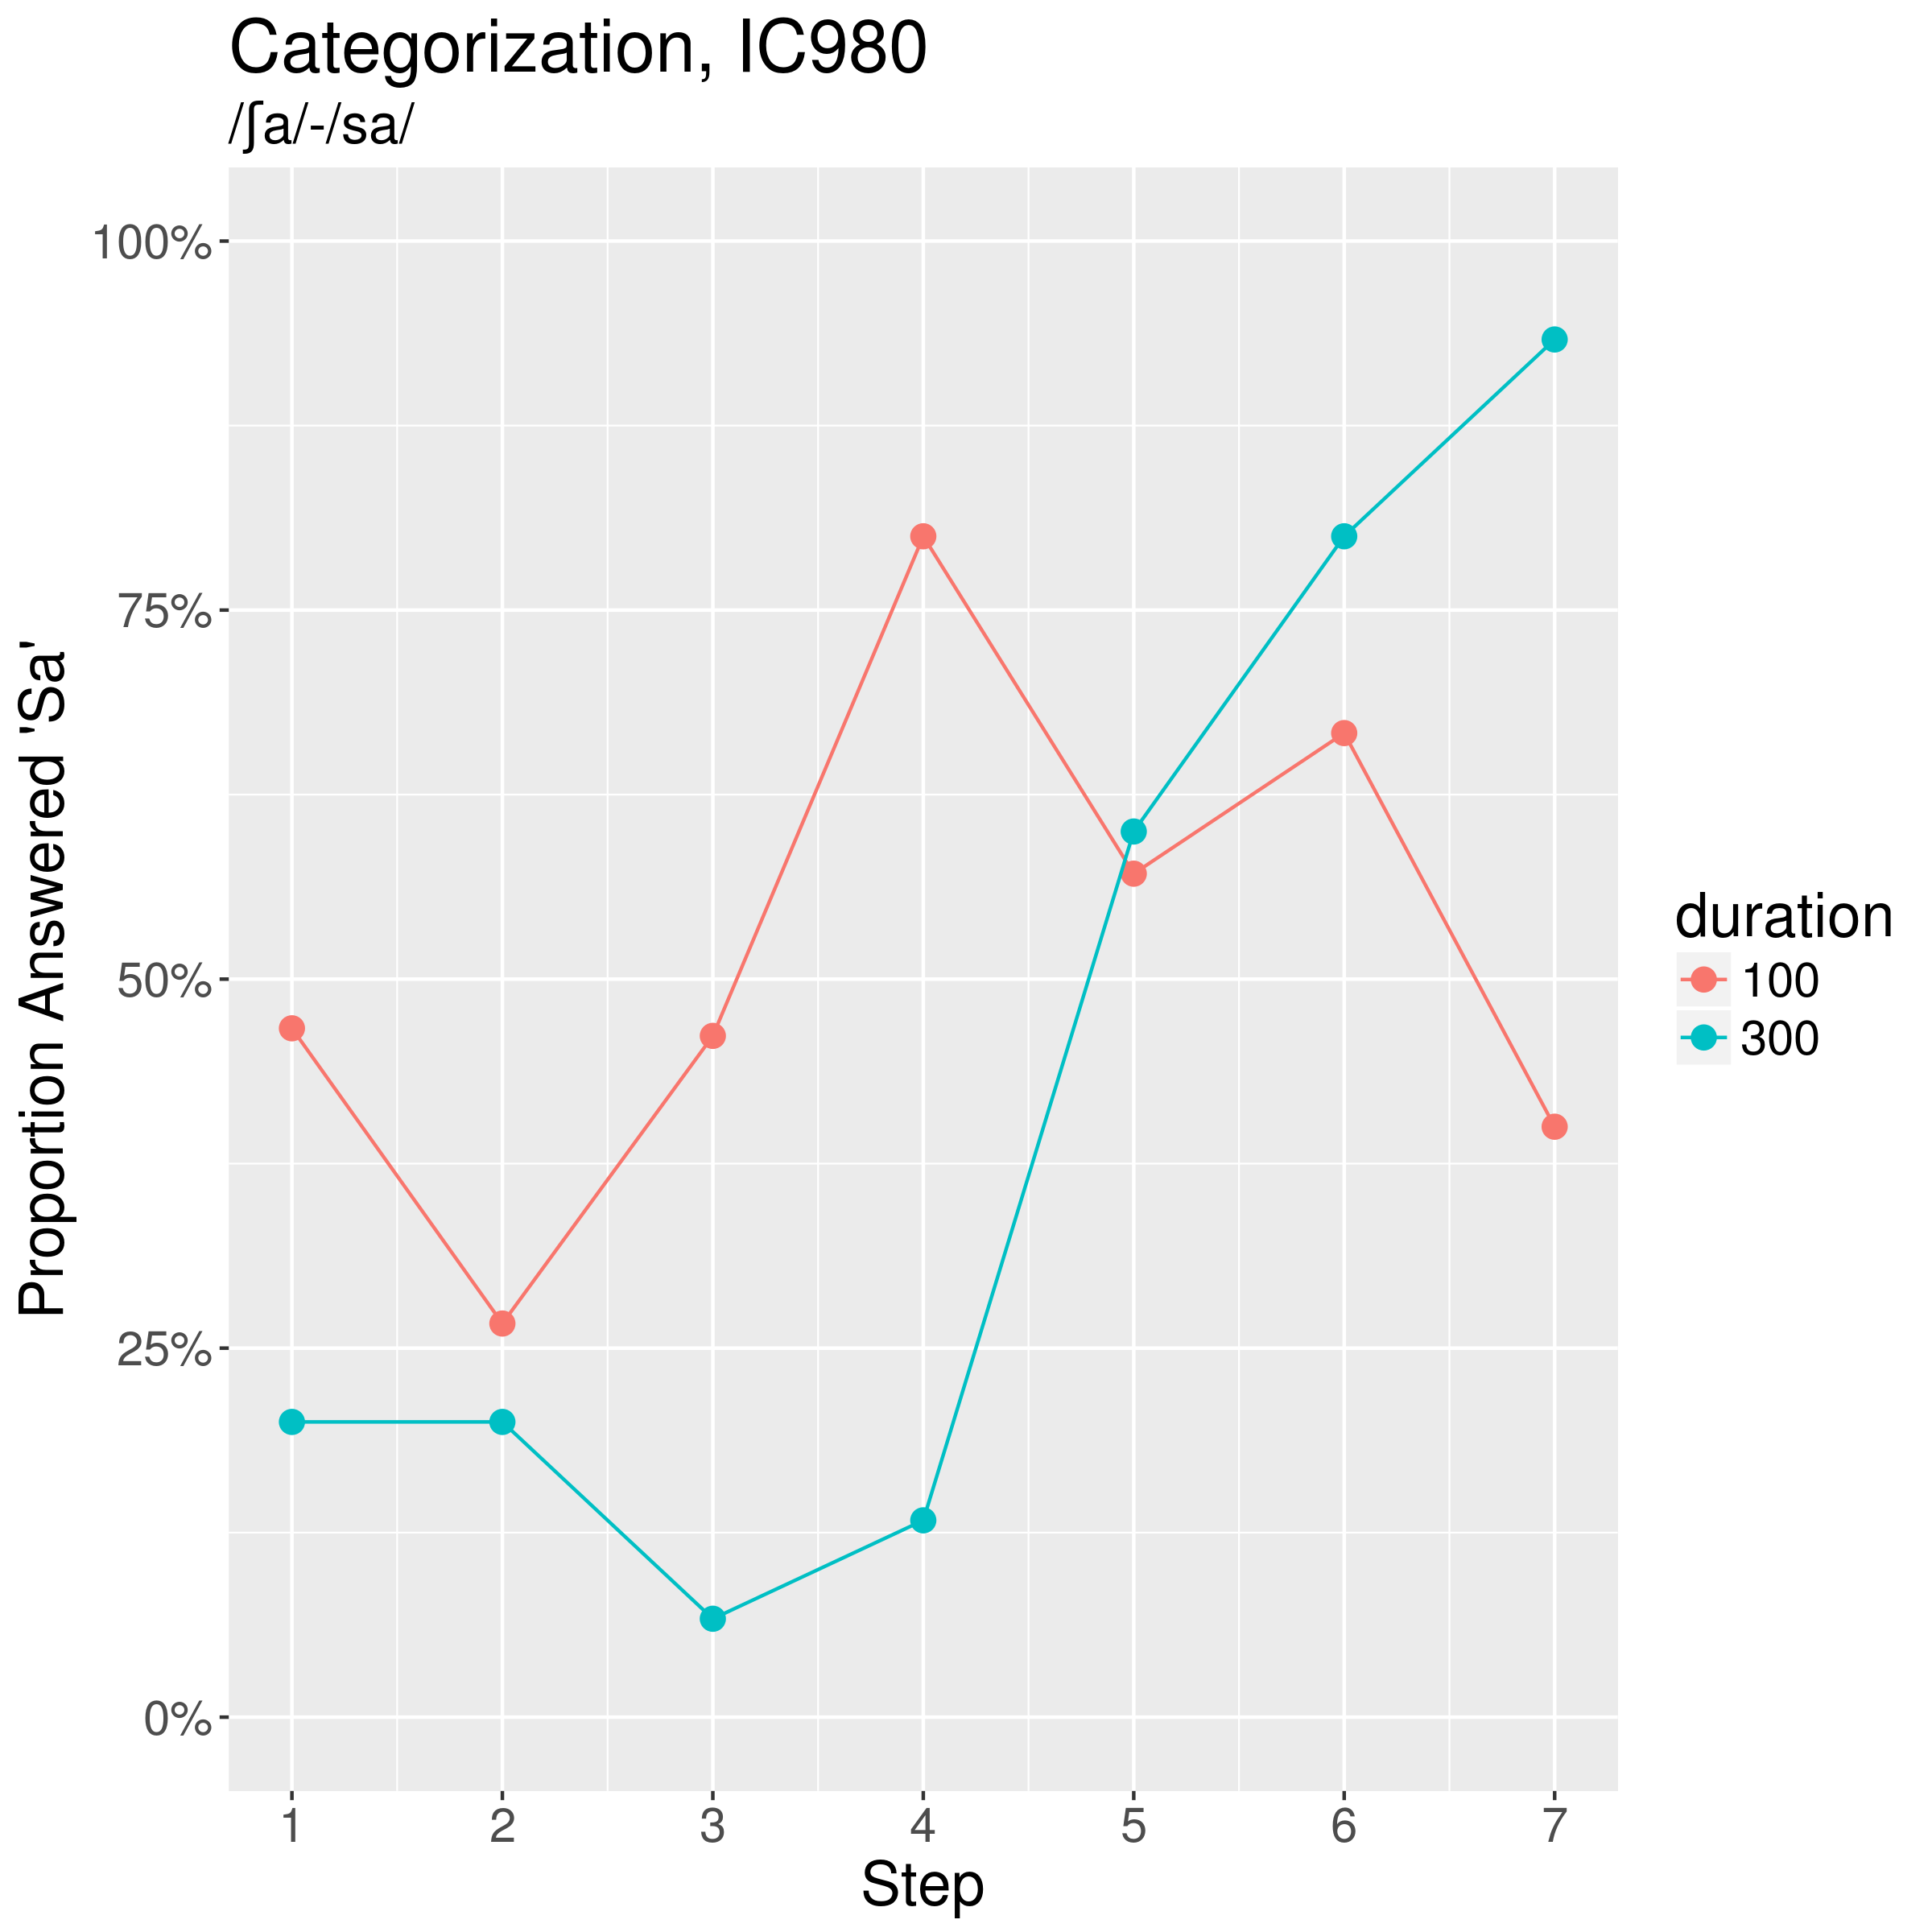 Categorization, IC980
/ʃa/-/sa/
Proportion Answered 'Sa'
100%
75%
50%
25%
0%
1 2 3 4 5 6 7
Step
duration
100
300